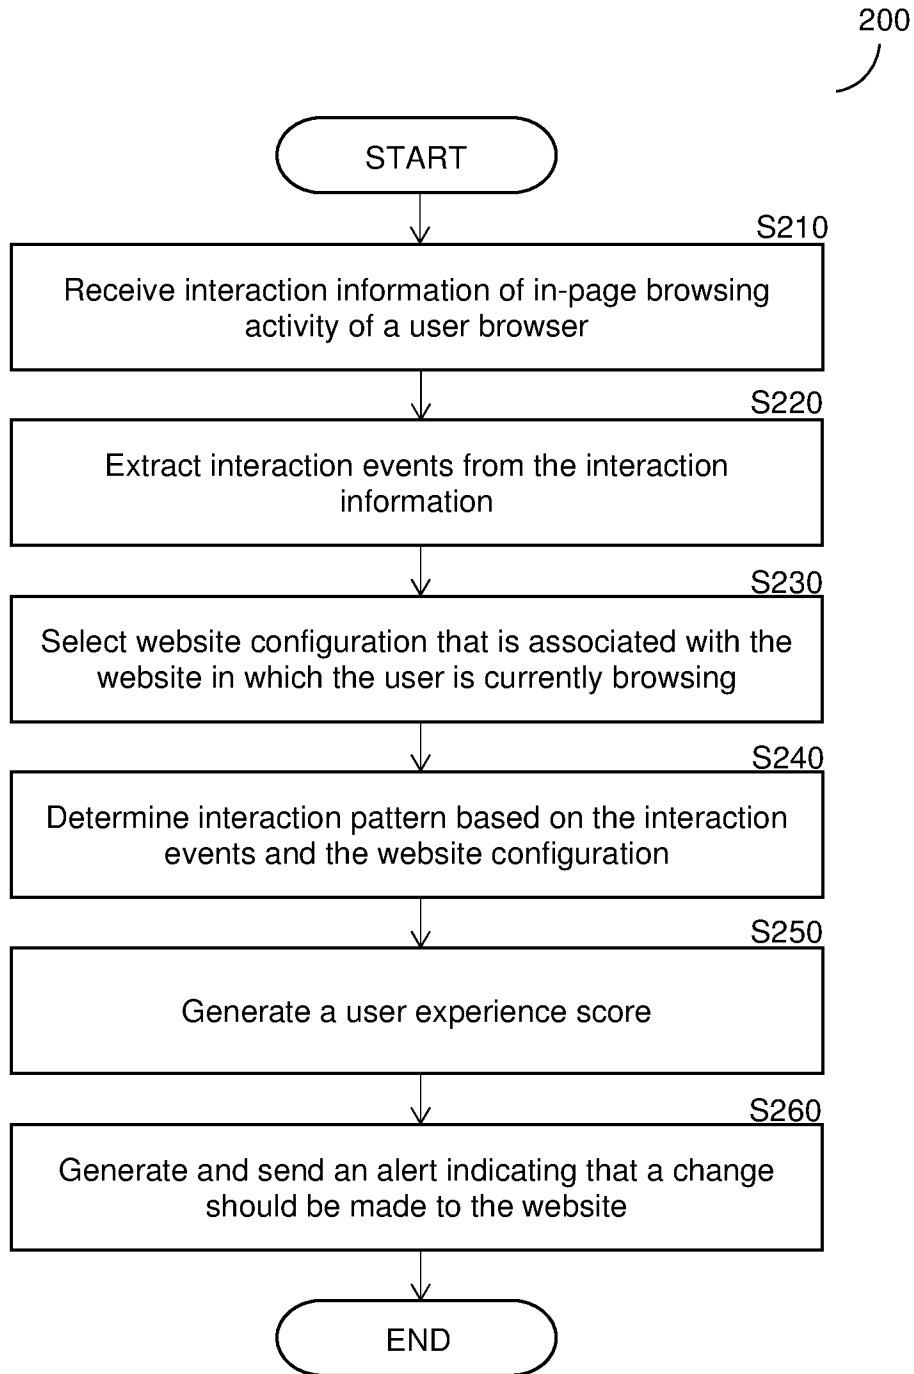 200
START
S210
Receive interaction information of in-page browsing
activity of a user browser
S220
Extract interaction events from the interaction
information
S230
Select website configuration that is associated with the
website in which the user is currently browsing
S240
Determine interaction pattern based on the interaction
events and the website configuration
S250
Generate a user experience score
S260
Generate and send an alert indicating that a change
should be made to the website
END